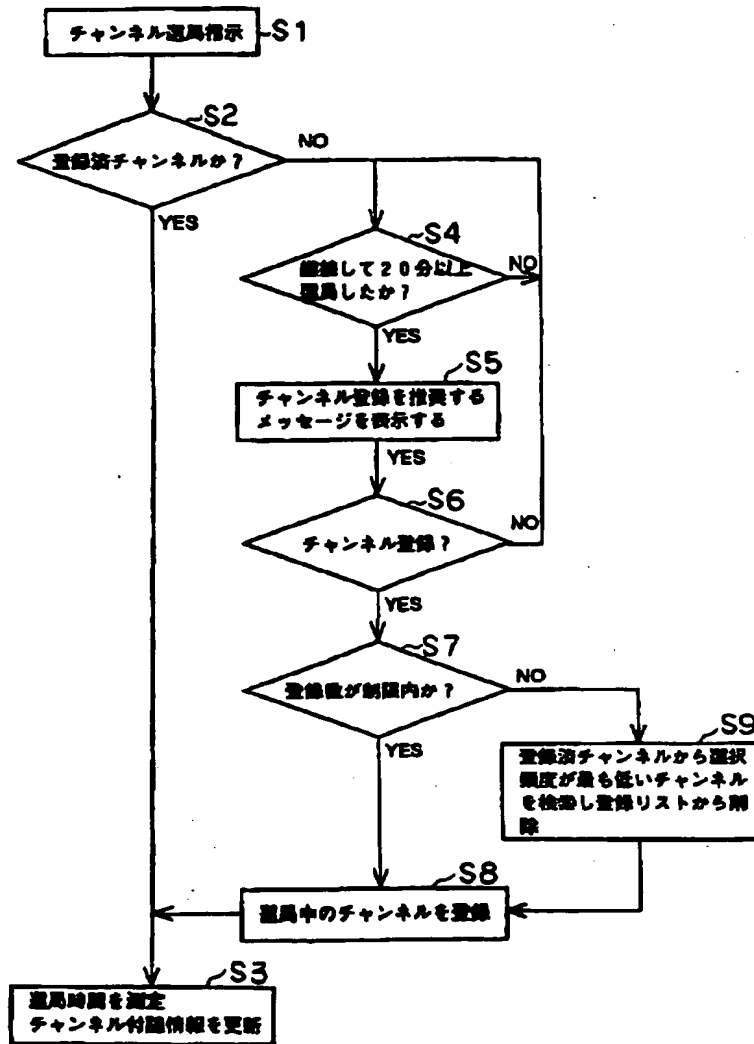 チャンネル選局指示
S1
S2
登録済チャンネルか?
NO
YES
S4
継続して20分以上
選局したか?
NO
YES
S5
チャンネル登録を推奨する
メッセージを表示する
YES
S6
チャンネル登録?
NO
YES
S7
登録数が制限内か?
NO
YES
S9
登録済チャンネルから選択
頻度が最も低いチャンネル
を検索し登録リストから削
除
S8
選局中のチャンネルを登録
S3
選局時間を測定
チャンネル付随情報を更新